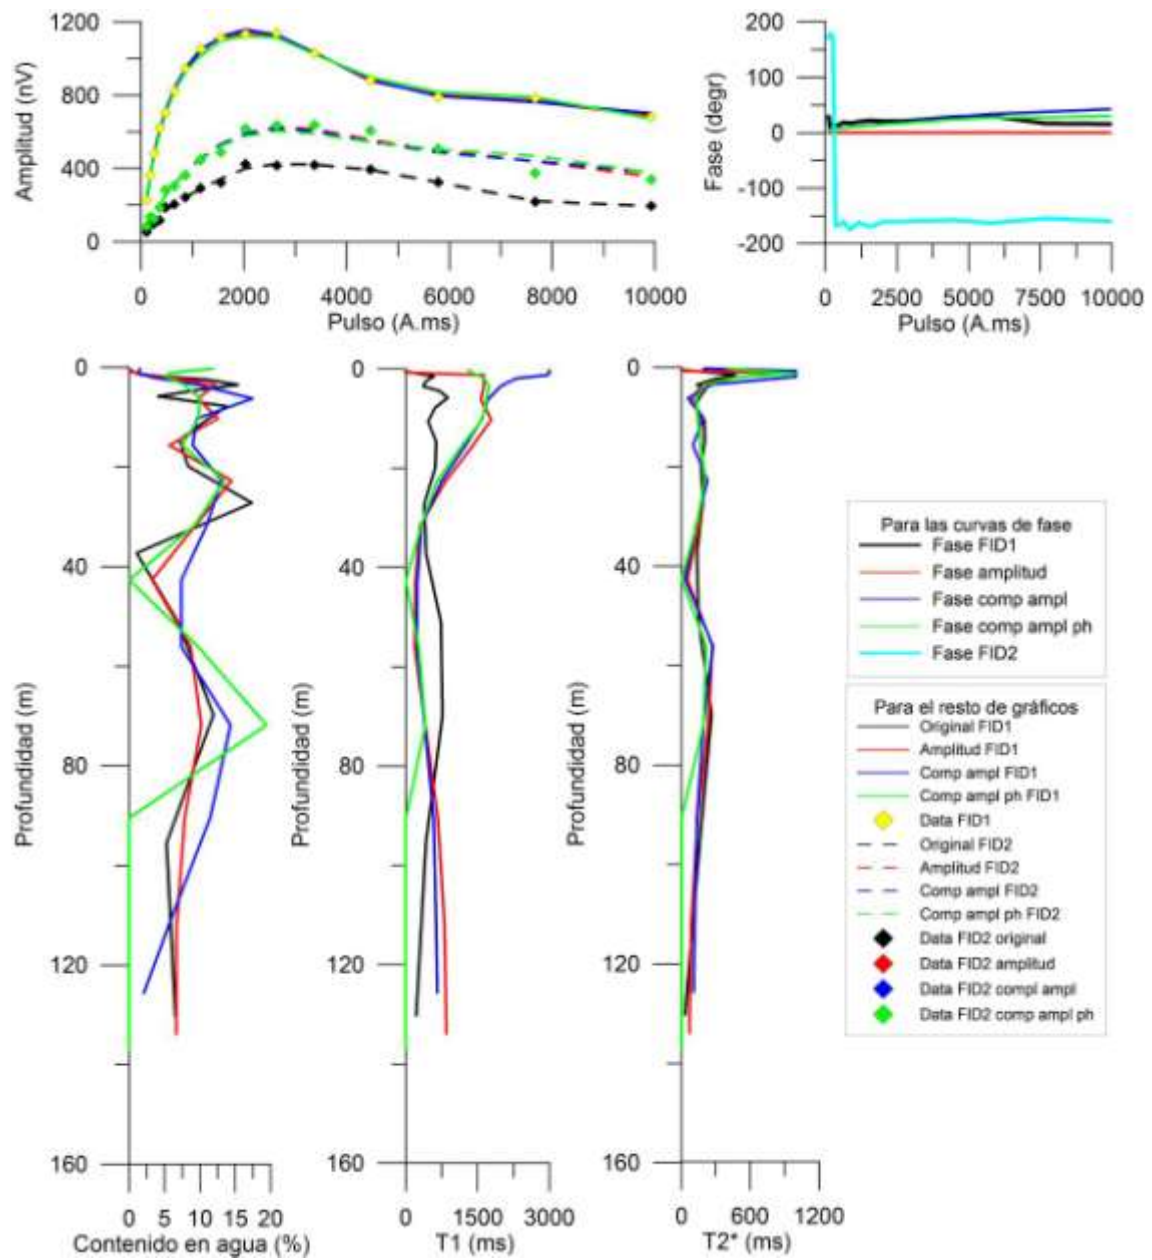 1200
800
400
0
Amplitud (nV)
0 2000 4000 6000 8000 10000
Pulso (A.ms)
200
100
0
-100
-200
Fase (degr)
0 2500 5000 7500 10000
Pulso (A.ms)
0
40
80
120
160
Profundidad (m)
0 5 10 15 20
Contenido en agua (%)
0
40
80
120
160
Profundidad (m)
0 1500 3000
T1 (ms)
0
40
80
120
160
Profundidad (m)
0 600 1200
T2* (ms)
Para las curvas de fase
Fase FID1
Fase amplitud
Fase comp ampl
Fase comp ampl ph
Fase FID2
Para el resto de gráficos
Original FID1
Amplitud FID1
Comp ampl FID1
Comp ampl ph FID1
Data FID1
Original FID2
Amplitud FID2
Comp ampl FID2
Comp ampl ph FID2
Data FID2 original
Data FID2 amplitud
Data FID2 compl ampl
Data FID2 comp ampl ph